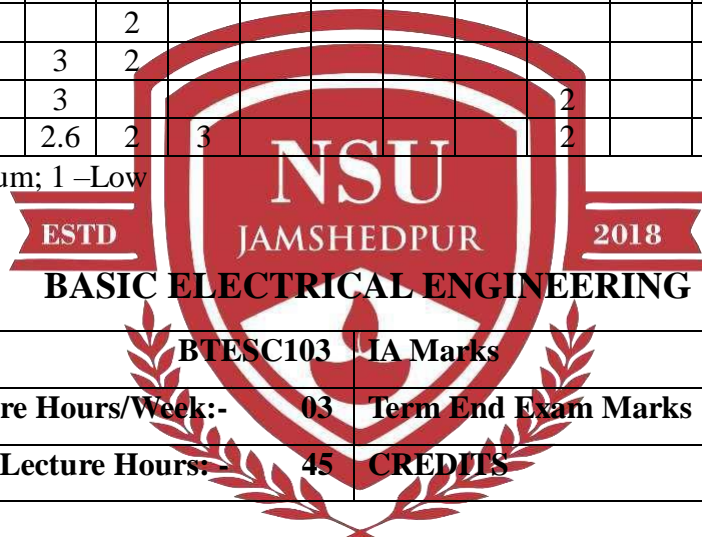 2
3 2
3 2
2.6 2 3 2
um; 1 –Low
NSU
ESTD JAMSHEDPUR 2018
BASIC ELECTRICAL ENGINEERING
BTESC103 IA Marks
re Hours/Week:- 03 Term End Exam Marks
Lecture Hours: - 45 CREDITS